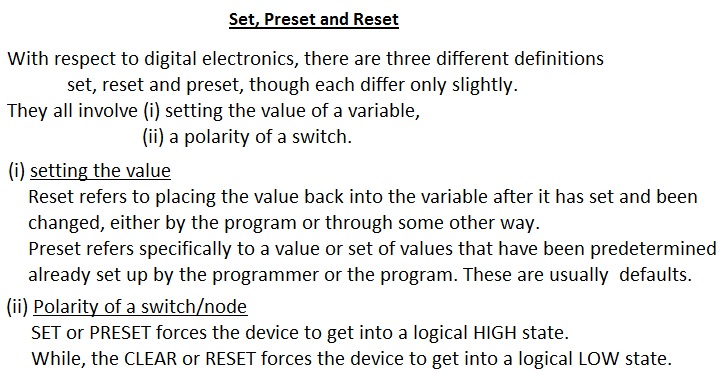 Set, Preset and Reset
With respect to digital electronics, there are three different definitions
set, reset and preset, though each differ only slightly.
They all involve (i) setting the value of a variable,
(ii) a polarity of a switch.
(i) setting the value
Reset refers to placing the value back into the variable after it has set and been
changed, either by the program or through some other way.
Preset refers specifically to a value or set of values that have been predetermined
already set up by the programmer or the program. These are usually defaults.
(ii) Polarity of a switch/node
SET or PRESET forces the device to get into a logical HIGH state.
While, the CLEAR or RESET forces the device to get into a logical LOW state.